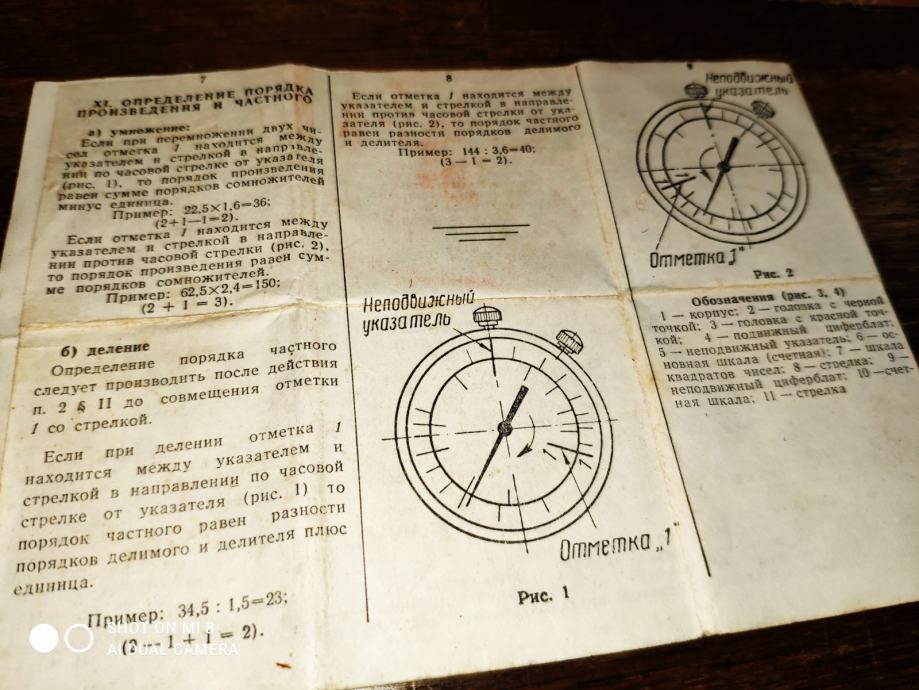 7
XI. ОПРЕДЕЛЕНИЕ ПОРЯДКА
ПРОИЗВЕДЕНИЯ И ЧАСТНОГО
а) умножение:
Если при перемножении двух чи-
сел отметка 1 находится между
указателем и стрелкой в направле-
нии по часовой стрелке от указателя
(рис. 1), то порядок произведения
равен сумме порядков сомножителей
минус единица.
Пример: 22,5×1,6=36;
(2+1—1=2).
Если отметка 1 находится между
указателем и стрелкой в направле-
нии против часовой стрелки (рис. 2),
то порядок произведения равен сум-
ме порядков сомножителей.
Пример: 62,5×2,4=150;
(2 + 1 = 3).
б) деление
Определение порядка частного
следует производить после действия
п. 2 § II до совмещения отметки
1 со стрелкой.
Если при делении отметка 1
находится между указателем и
стрелкой в направлении по часовой
стрелке от указателя (рис. 1) то
порядок частного равен разности
порядков делимого и делителя плюс
единица.
Пример: 34,5 : 1,5=23;
(2 — 1 + 1 = 2).
8
Если отметка 1 находится между
указателем и стрелкой в направле-
нии против часовой стрелки от ука-
зателя (рис. 2), то порядок частного
равен разности порядков делимого
и делителя.
Пример: 144 : 3,6=40;
(3 — 1 = 2).
Неподвижный
указатель
Отметка „1"
Рис. 1
9
Неподвижный
указатель
Отметка „1"
Рис. 2
Обозначения (рис. 3, 4)
1 — корпус; 2 — головка с черной
точкой; 3 — головка с красной точ-
кой; 4 — подвижный циферблат;
5 — неподвижный указатель; 6 — ос-
новная шкала (счетная); 7 — шкала
квадратов чисел; 8 — стрелка; 9 —
неподвижный циферблат; 10 — счет-
ная шкала; 11 — стрелка
SHOT ON MI 8
AI DUAL CAMERA